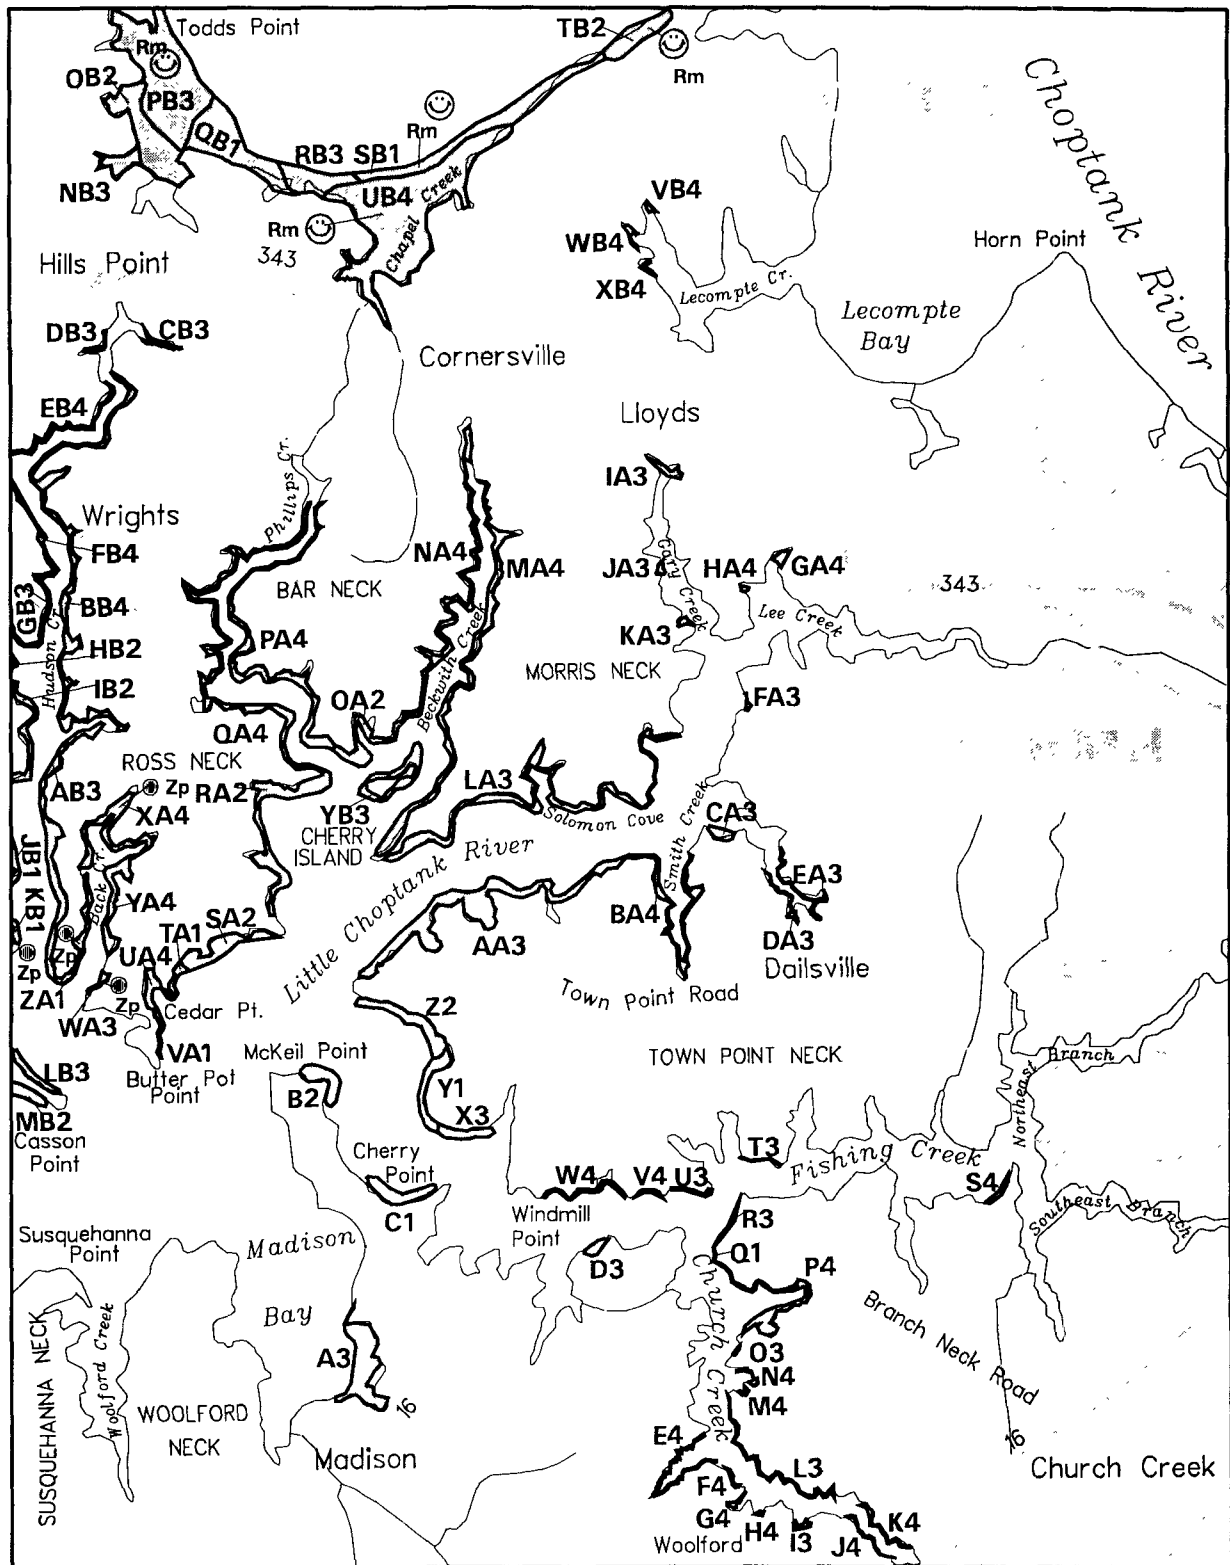 Todds Point
TB2
Rm
OB2
PB3
Rm
Rm
QB1
RB3
SB1
NB3
UB4
Chapel Creek
Rm
343
VB4
WB4
XB4
Lecompte Cr.
Horn Point
Choptank River
Hills Point
Lecompte
Bay
DB3
CB3
Cornersville
EB4
Lloyds
IA3
Phillips Cr.
Wrights
FB4
NA4
MA4
JA3
Gary Creek
HA4
GA4
343
BAR NECK
GB3
BB4
Lee Creek
KA3
Hudson Cr.
HB2
PA4
Beckwith Creek
MORRIS NECK
IB2
OA2
FA3
QA4
ROSS NECK
AB3
Zp
RA2
LA3
XA4
YB3
CHERRY
ISLAND
Solomon Cove
Smith Creek
CA3
JB1
KB1
Back Cr.
YA4
Little Choptank River
EA3
SA2
TA1
BA4
AA3
DA3
Zp
Zp
UA4
Dailsville
ZA1
Zp
WA3
Cedar Pt.
Town Point Road
Z2
VA1
McKeil Point
TOWN POINT NECK
Northeast Branch
LB3
Butter Pot
Point
B2
Y1
X3
MB2
Casson
Point
Cherry
Point
T3
Fishing Creek
W4
V4
U3
S4
C1
Windmill
Point
R3
Southeast Branch
Susquehanna
Point
Madison
Bay
Q1
D3
P4
Church Creek
Branch Neck Road
SUSQUEHANNA NECK
Woolford Creek
A3
O3
N4
M4
16
WOOLFORD
NECK
Madison
E4
16
Church Creek
L3
F4
G4
H4
I3
J4
K4
Woolford